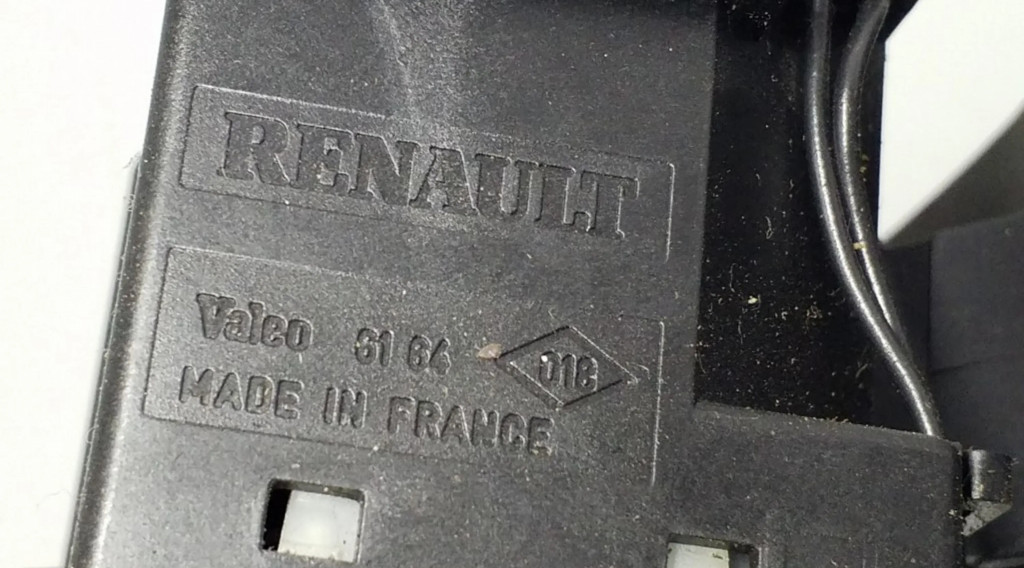 RENAULT
Valeo 61 64 018
MADE IN FRANCE